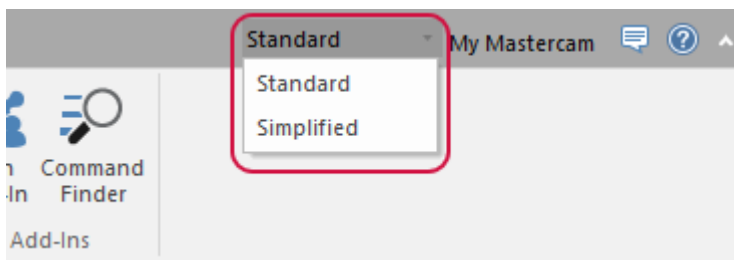 Standard My Mastercam
Standard
Simplified
Command
Finder
Add-Ins